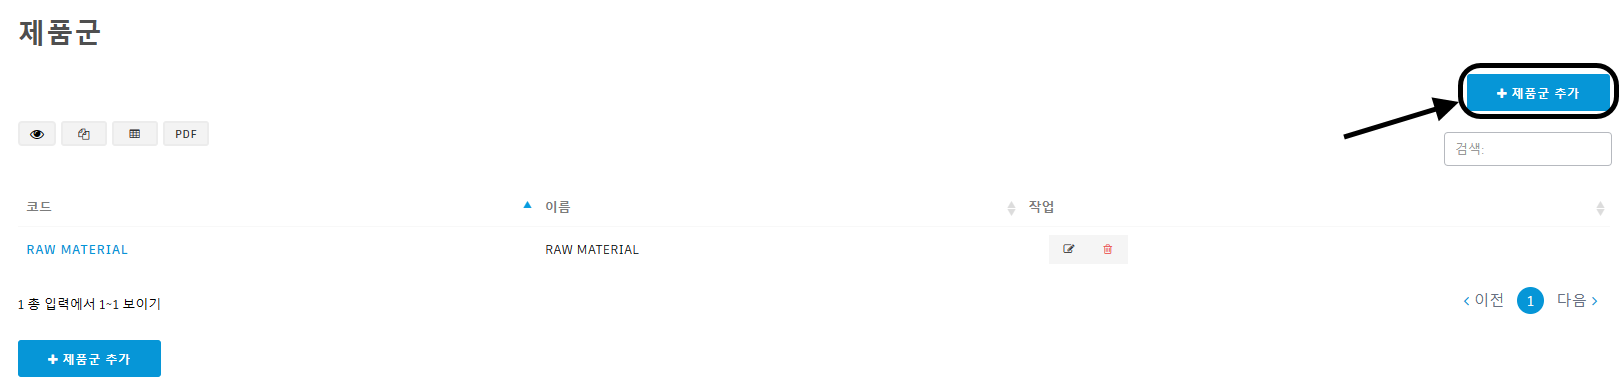 제품군
+ 제품군 추가
PDF
검색:
코드 이름 작업
RAW MATERIAL RAW MATERIAL
1 총 입력에서 1~1 보이기
< 이전 1 다음 >
+ 제품군 추가